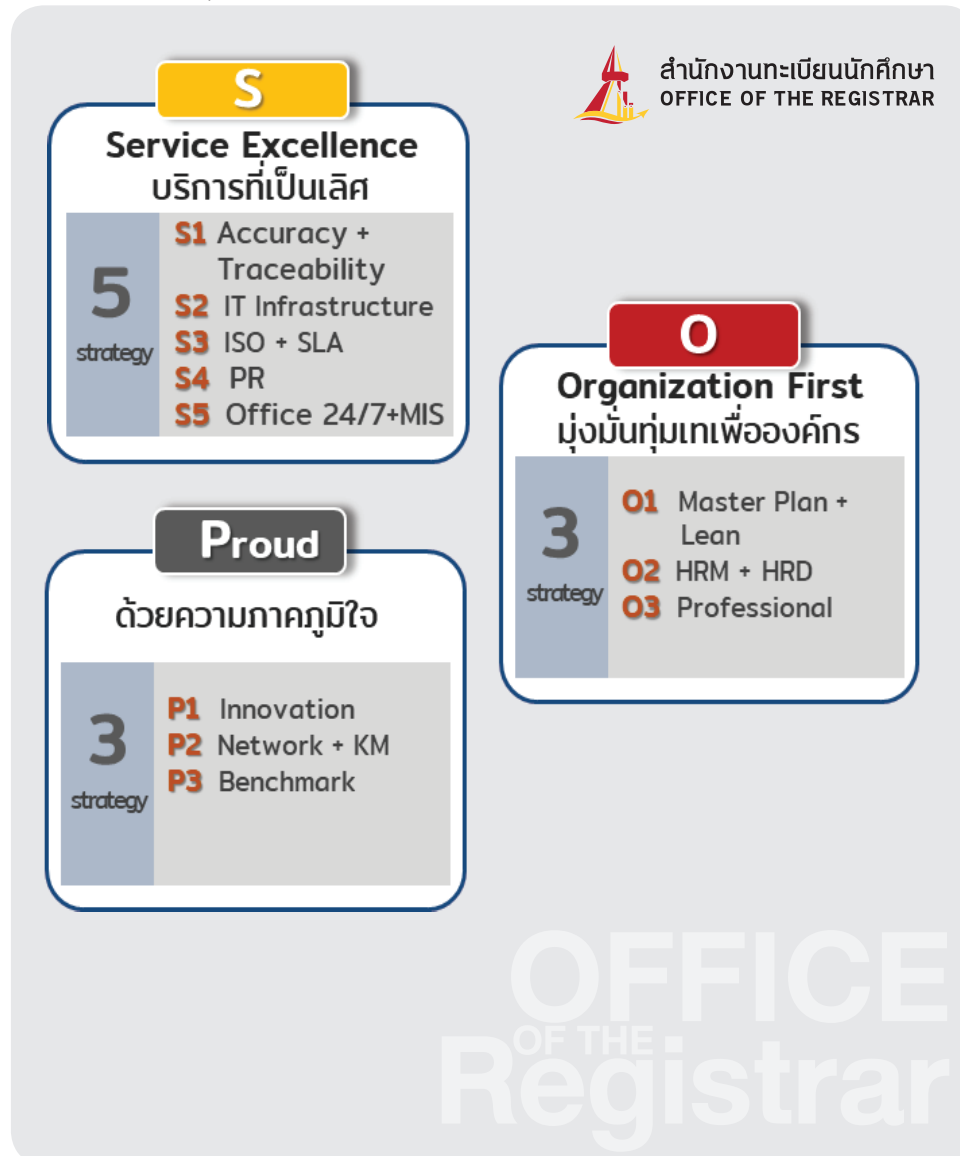 สำนักงานทะเบียนนักศึกษา
OFFICE OF THE REGISTRAR
S
Service Excellence
บริการที่เป็นเลิศ
5
strategy
S1 Accuracy +
Traceability
S2 IT Infrastructure
S3 ISO + SLA
S4 PR
S5 Office 24/7+MIS
O
Organization First
มุ่งมั่นทุ่มเทเพื่อองค์กร
3
strategy
O1 Master Plan +
Lean
O2 HRM + HRD
O3 Professional
Proud
ด้วยความภาคภูมิใจ
3
strategy
P1 Innovation
P2 Network + KM
P3 Benchmark
OFFICE
OF THE
Registrar